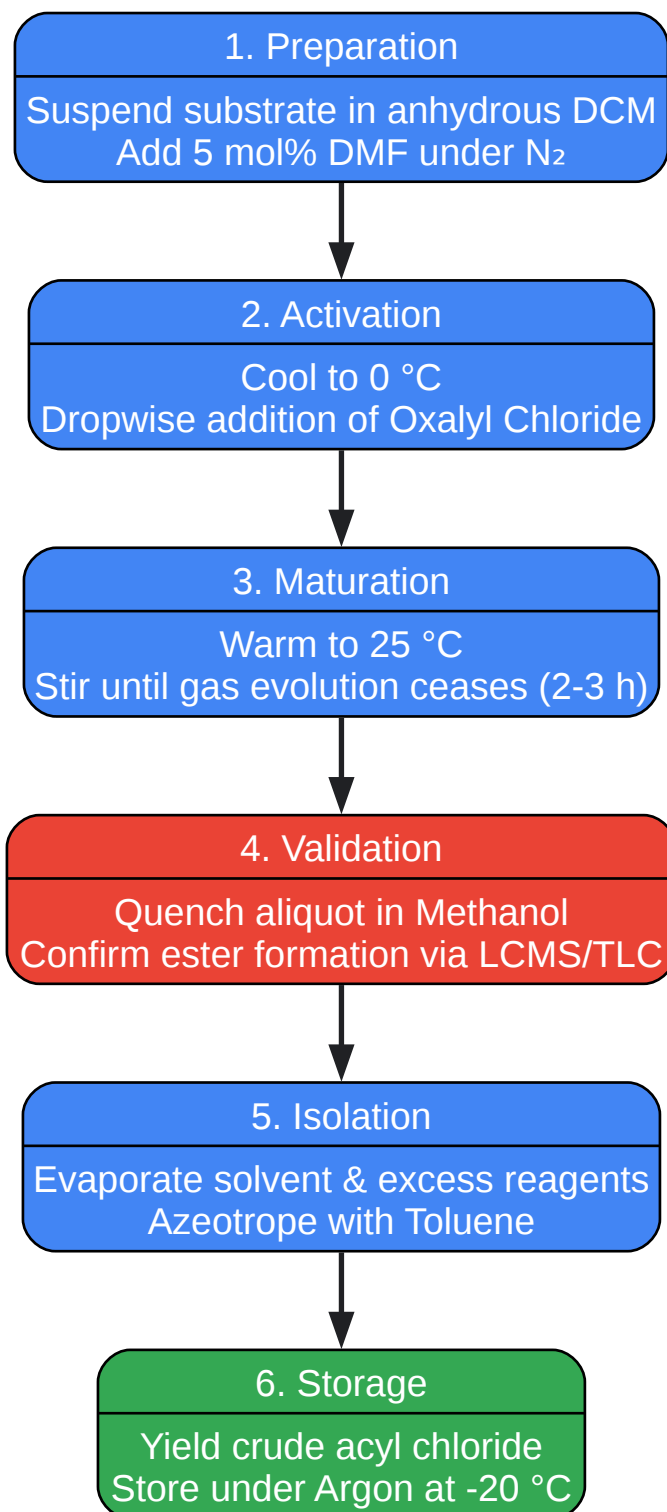 1. Preparation
Suspend substrate in anhydrous DCM
Add 5 mol% DMF under N₂
2. Activation
Cool to 0 °C
Dropwise addition of Oxalyl Chloride
3. Maturation
Warm to 25 °C
Stir until gas evolution ceases (2-3 h)
4. Validation
Quench aliquot in Methanol
Confirm ester formation via LCMS/TLC
5. Isolation
Evaporate solvent & excess reagents
Azeotrope with Toluene
6. Storage
Yield crude acyl chloride
Store under Argon at -20 °C